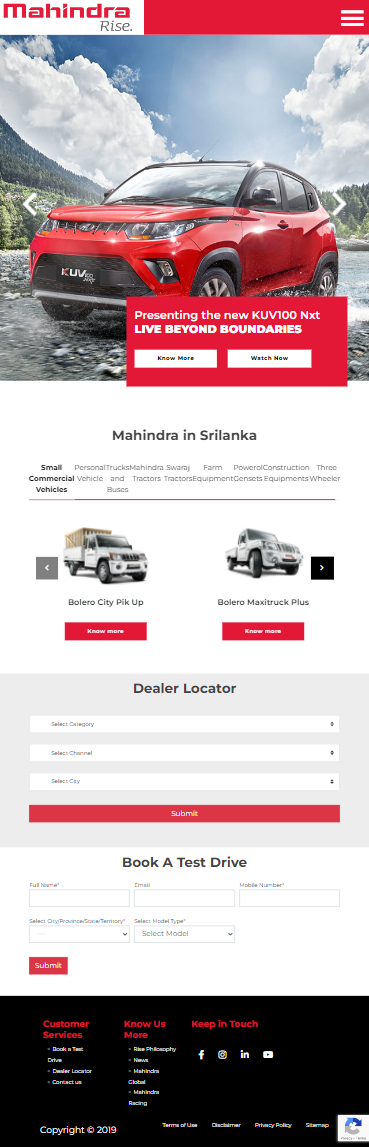 Mahindra
Rise.
KUV100
NXT
Presenting the new KUV100 Nxt
LIVE BEYOND BOUNDARIES
Know More
Watch Now
Mahindra in Srilanka
Small Commercial Vehicles
Personal Vehicle
Trucks and Buses
Mahindra Tractors
Swaraj Tractors
Farm Equipment
Powerol Gensets
Construction Equipments
Three Wheeler
Bolero City Pik Up
Bolero Maxitruck Plus
Know more
Know more
Dealer Locator
Select Category
Select Channel
Select City
Submit
Book A Test Drive
Full Name*
Email
Mobile Number*
Select City/Province/State/Territory*
Select Model Type*
---
Select Model
Submit
Customer
Services
Book a Test
Drive
Dealer Locator
Contact us
Know Us
More
Rise Philosophy
News
Mahindra
Global
Mahindra
Racing
Keep in Touch
Copyright © 2019
Terms of Use
Disclaimer
Privacy Policy
Sitemap
Privacy - Terms